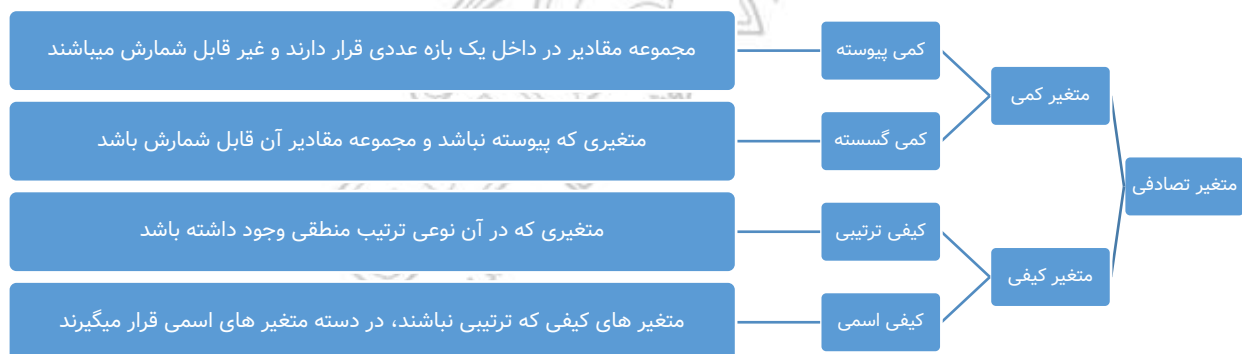 متغیر تصادفی
متغیر کمی
کمی پیوسته
مجموعه مقادیر در داخل یک بازه عددی قرار دارند و غیر قابل شمارش میباشند
کمی گسسته
متغیری که پیوسته نباشد و مجموعه مقادیر آن قابل شمارش باشد
متغیر کیفی
کیفی ترتیبی
متغیری که در آن نوعی ترتیب منطقی وجود داشته باشد
کیفی اسمی
متغیر های کیفی که ترتیبی نباشند، در دسته متغیر های اسمی قرار میگیرند